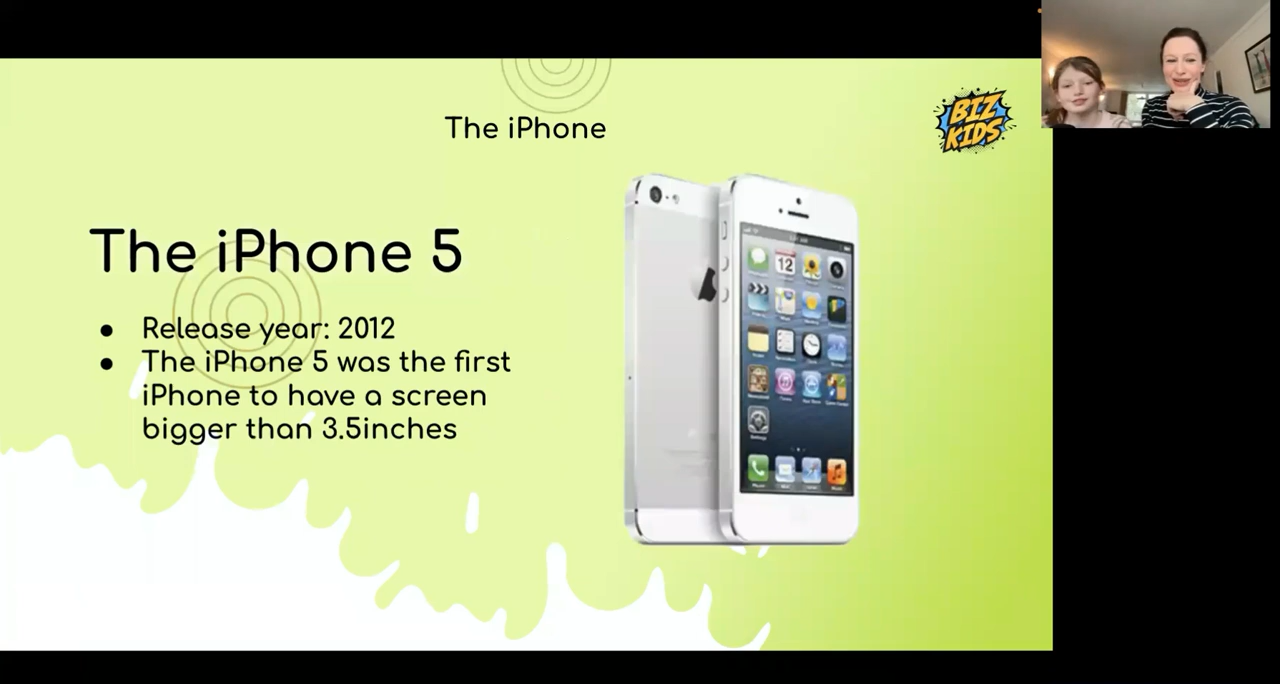 The iPhone
BIZ
KIDS
The iPhone 5
● Release year: 2012
● The iPhone 5 was the first
iPhone to have a screen
bigger than 3.5inches
12